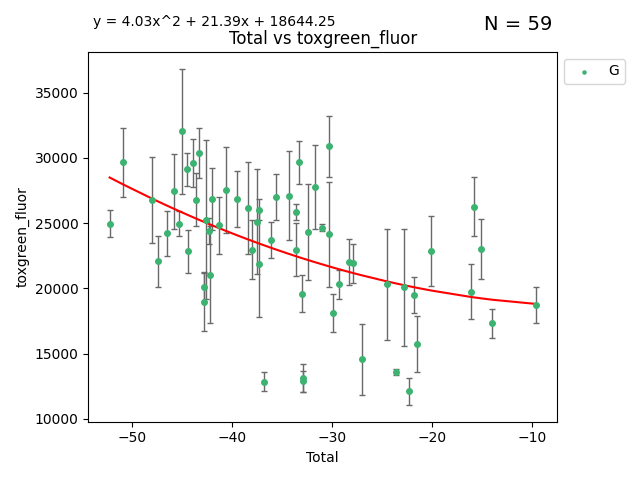 y = 4.03x^2 + 21.39x + 18644.25
N = 59
Total vs toxgreen_fluor
G
35000
30000
25000
20000
15000
10000
toxgreen_fluor
−50
−40
−30
−20
−10
Total